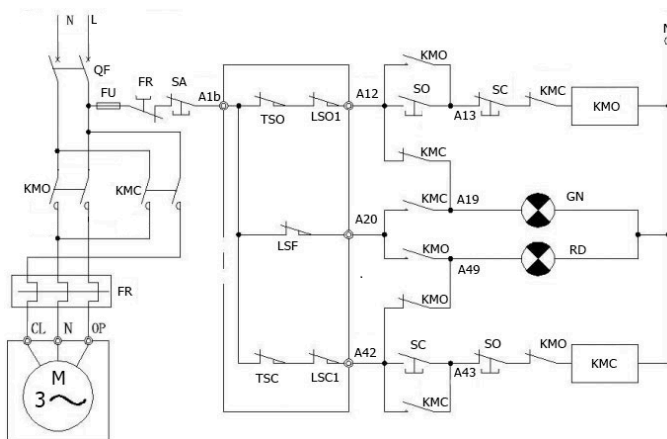 N L
N
QF
FU
FR
SA
A1b
TSO
LSO1
A12
KMO
SO
A13
SC
KMC
KMO
KMO
KMC
KMC
KMC
A19
GN
A20
LSF
KMO
A49
RD
KMO
FR
CL N OP
M
3
TSC
LSC1
A42
SC
A43
SO
KMO
KMC
KMC